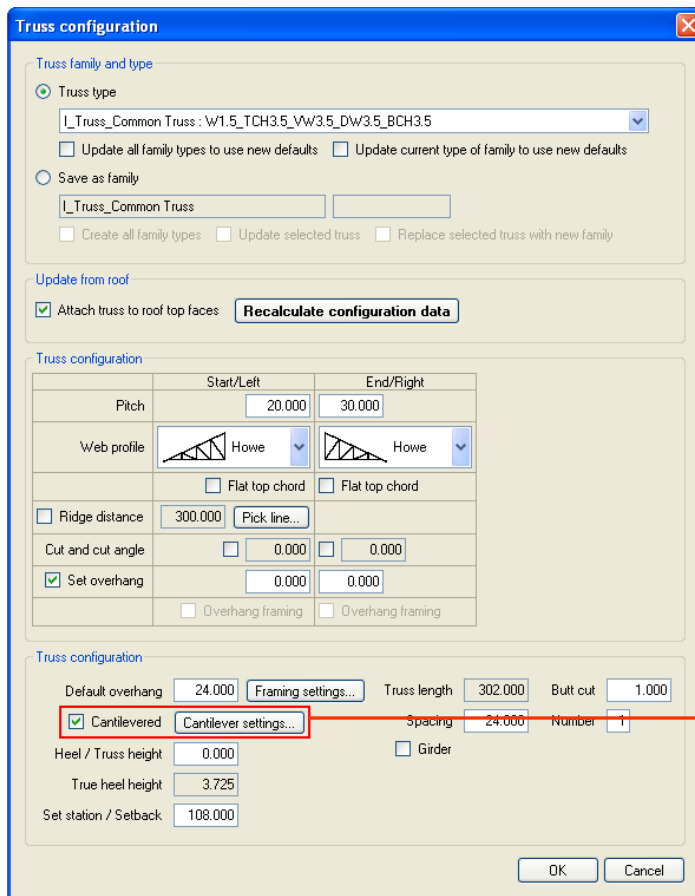 Truss configuration
Truss family and type
Truss type
I_Truss_Common Truss : W1.5_TCH3.5_VW3.5_DW3.5_BCH3.5
Update all family types to use new defaults Update current type of family to use new defaults
Save as family
I_Truss_Common Truss
Create all family types Update selected truss Replace selected truss with new family
Update from roof
Attach truss to roof top faces Recalculate configuration data
Truss configuration
Start/Left End/Right
Pitch 20.000 30.000
Web profile Howe Howe
Flat top chord Flat top chord
Ridge distance 300.000 Pick line...
Cut and cut angle 0.000 0.000
Set overhang 0.000 0.000
Overhang framing Overhang framing
Truss configuration
Default overhang 24.000 Framing settings... Truss length 302.000 Butt cut 1.000
Cantilevered Cantilever settings... Spacing 24.000 Number 1
Heel / Truss height 0.000 Girder
True heel height 3.725
Set station / Setback 108.000
OK Cancel